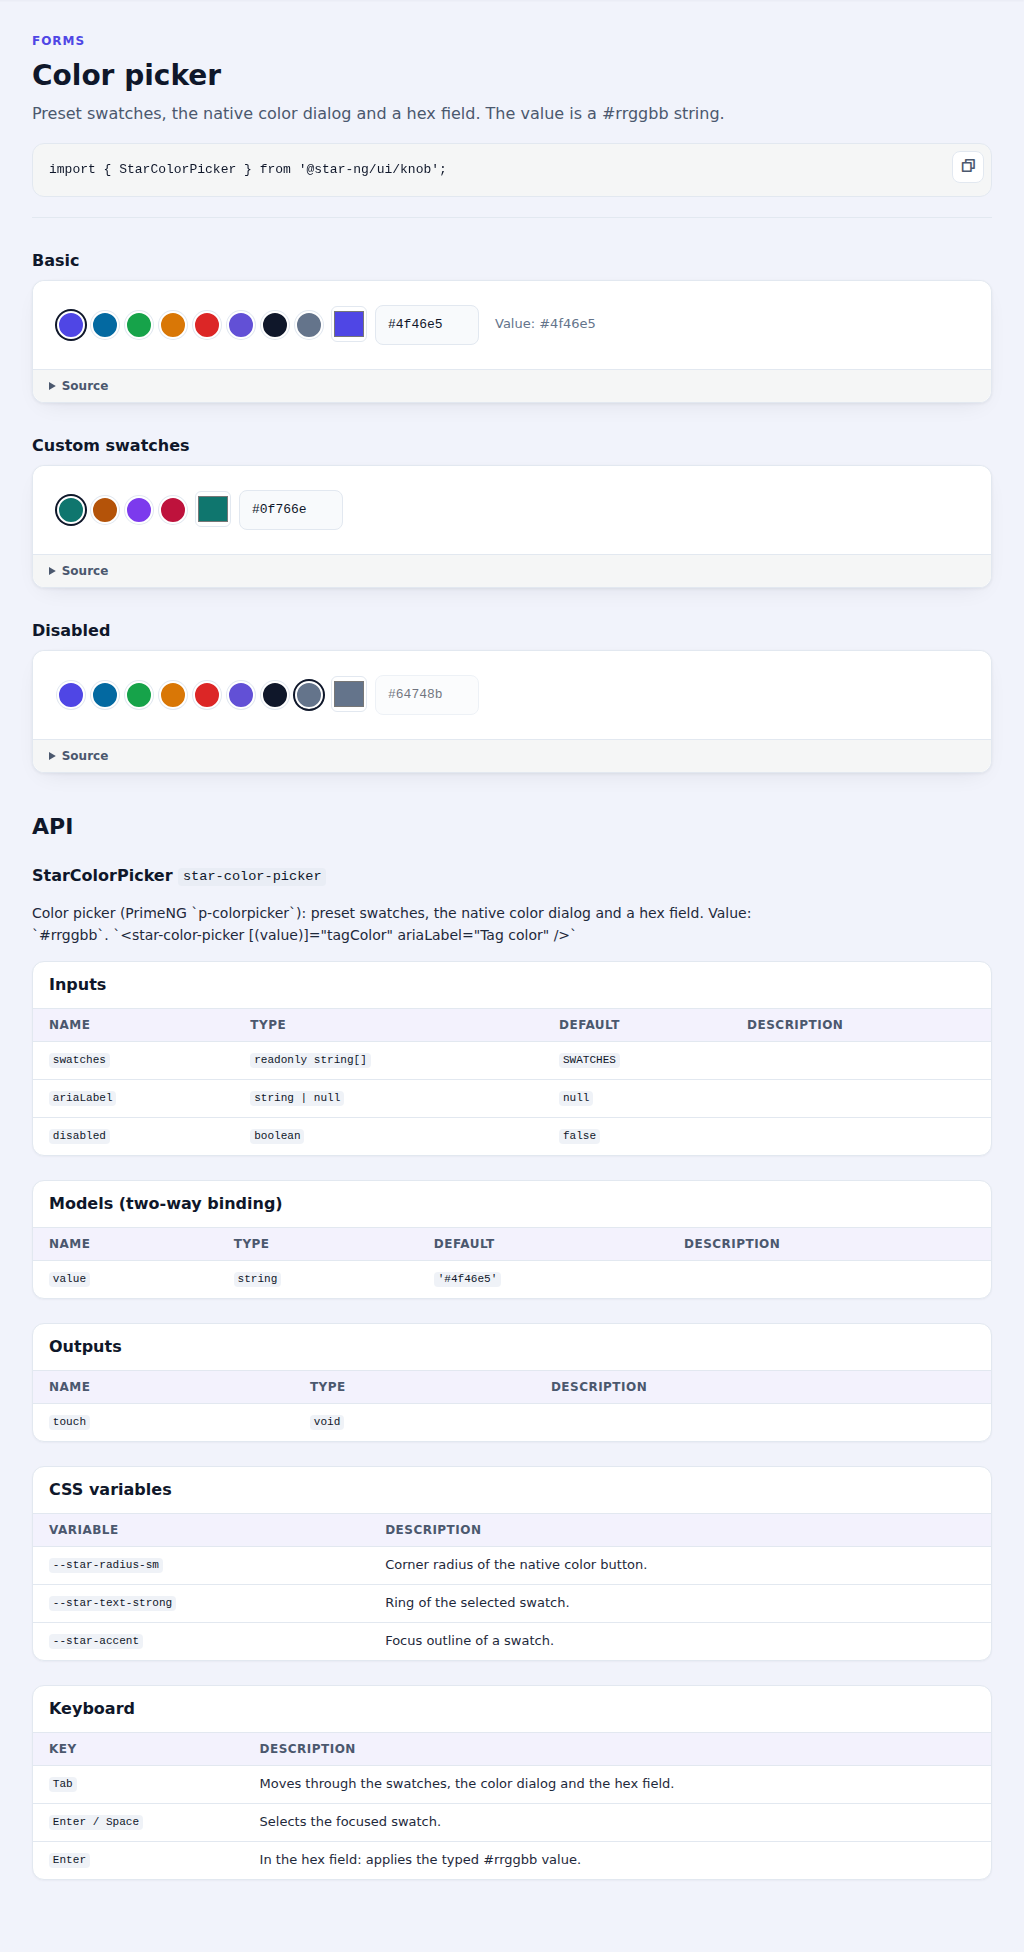 FORMS
Color picker
Preset swatches, the native color dialog and a hex field. The value is a #rrggbb string.
import { StarColorPicker } from '@star-ng/ui/knob';
Basic
#4f46e5 Value: #4f46e5
Source
Custom swatches
#0f766e
Source
Disabled
#64748b
Source
API
StarColorPicker star-color-picker
Color picker (PrimeNG `p-colorpicker`): preset swatches, the native color dialog and a hex field. Value:
`#rrggbb`. `<star-color-picker [(value)]="tagColor" ariaLabel="Tag color" />`
Inputs
NAME TYPE DEFAULT DESCRIPTION
swatches readonly string[] SWATCHES
ariaLabel string | null null
disabled boolean false
Models (two-way binding)
NAME TYPE DEFAULT DESCRIPTION
value string '#4f46e5'
Outputs
NAME TYPE DESCRIPTION
touch void
CSS variables
VARIABLE DESCRIPTION
--star-radius-sm Corner radius of the native color button.
--star-text-strong Ring of the selected swatch.
--star-accent Focus outline of a swatch.
Keyboard
KEY DESCRIPTION
Tab Moves through the swatches, the color dialog and the hex field.
Enter / Space Selects the focused swatch.
Enter In the hex field: applies the typed #rrggbb value.